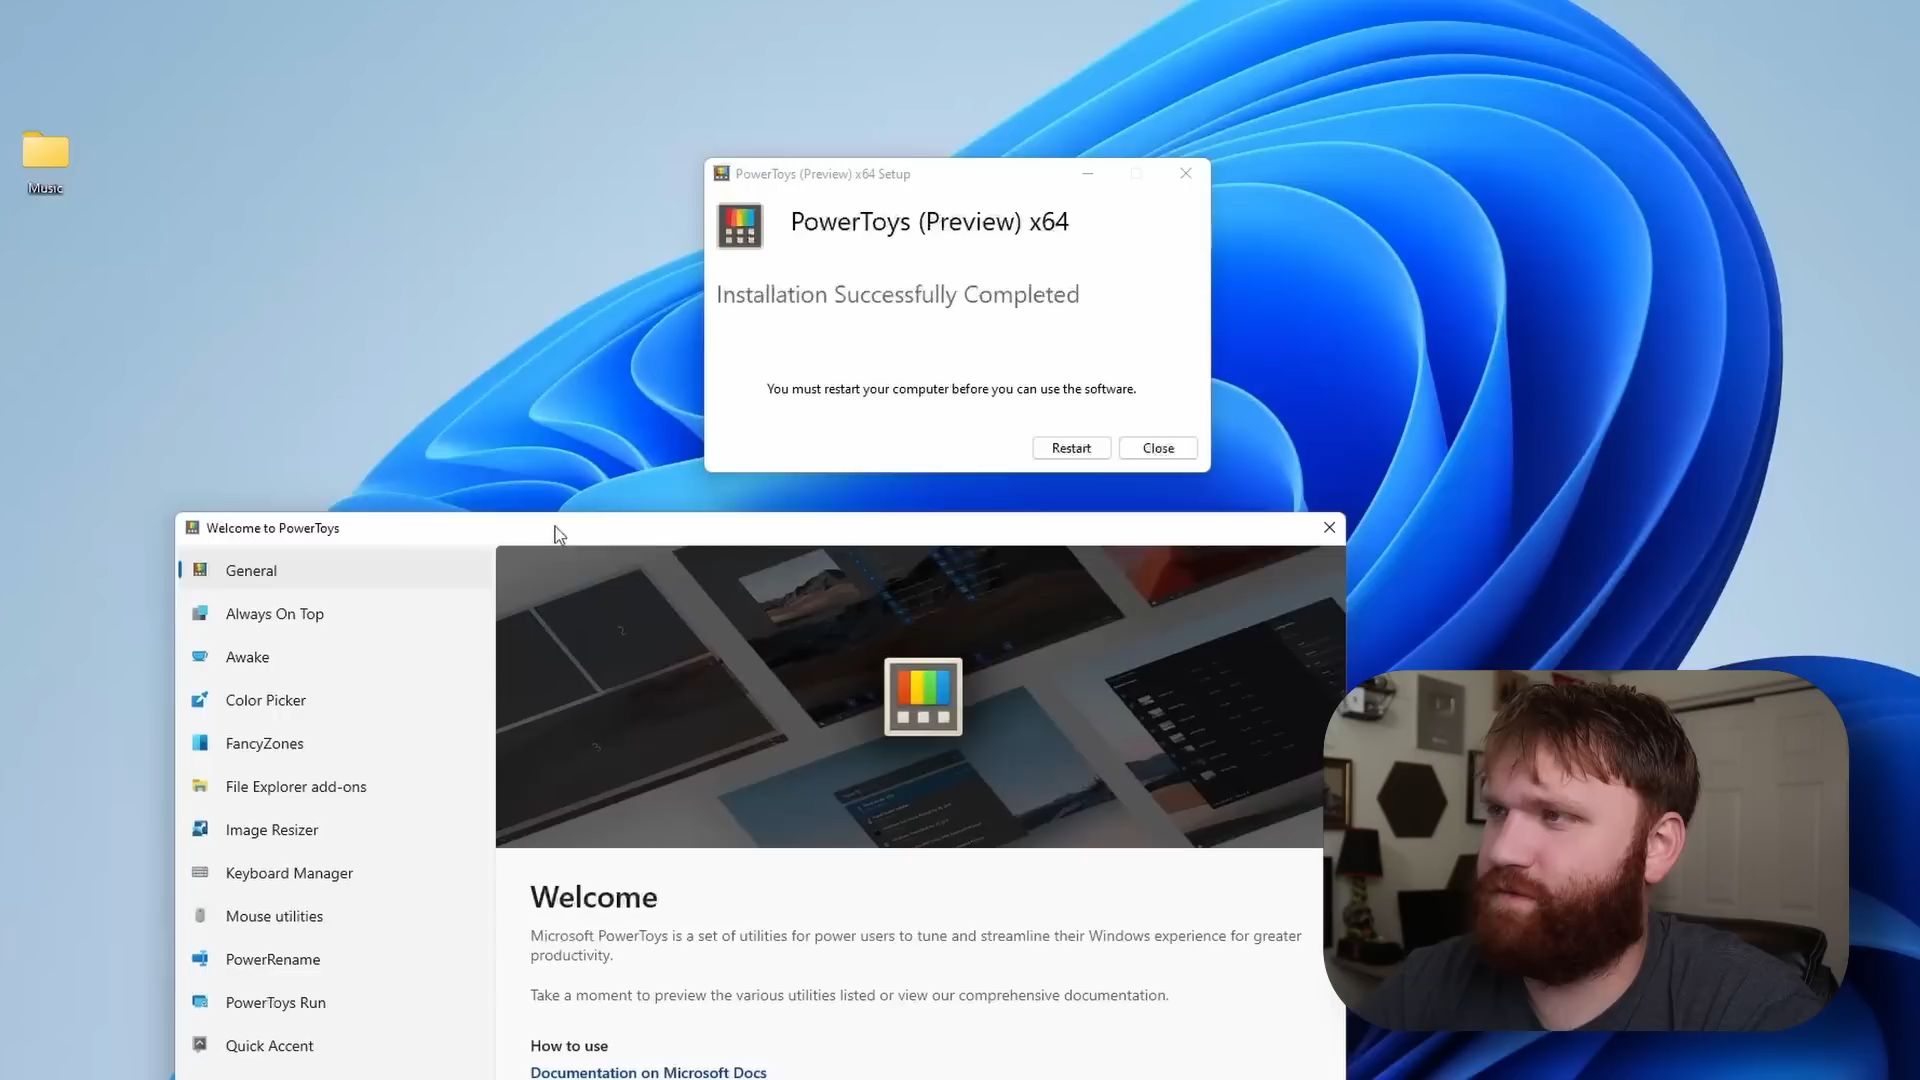 Music
PowerToys (Preview) x64 Setup
PowerToys (Preview) x64
Installation Successfully Completed
You must restart your computer before you can use the software.
Restart
Close
Welcome to PowerToys
General
Always On Top
Awake
Color Picker
FancyZones
File Explorer add-ons
Image Resizer
Keyboard Manager
Mouse utilities
PowerRename
PowerToys Run
Quick Accent
2
3
Welcome
Microsoft PowerToys is a set of utilities for power users to tune and streamline their Windows experience for greater
productivity.
Take a moment to preview the various utilities listed or view our comprehensive documentation.
How to use
Documentation on Microsoft Docs